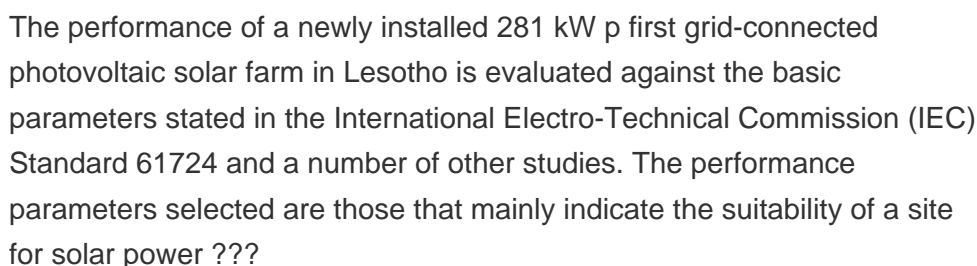 The performance of a newly installed 281 kW p first grid-connected
photovoltaic solar farm in Lesotho is evaluated against the basic
parameters stated in the International Electro-Technical Commission (IEC)
Standard 61724 and a number of other studies. The performance
parameters selected are those that mainly indicate the suitability of a site
for solar power ???